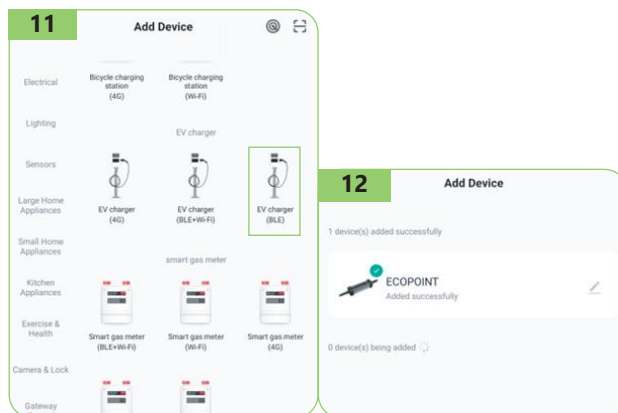 11
Add Device
Electrical
Bicycle charging
station
(4G)
Bicycle charging
station
(Wi-Fi)
Lighting
EV charger
Sensors
EV charger
(4G)
EV charger
(BLE+Wi-Fi)
EV charger
(BLE)
Large Home
Appliances
Small Home
Appliances
smart gas meter
Kitchen
Appliances
Smart gas meter
(BLE+Wi-Fi)
Smart gas meter
(Wi-Fi)
Smart gas meter
(4G)
Exercise &
Health
Camera & Lock
Gateway
12
Add Device
1 device(s) added successfully
ECOPOINT
Added successfully
0 device(s) being added